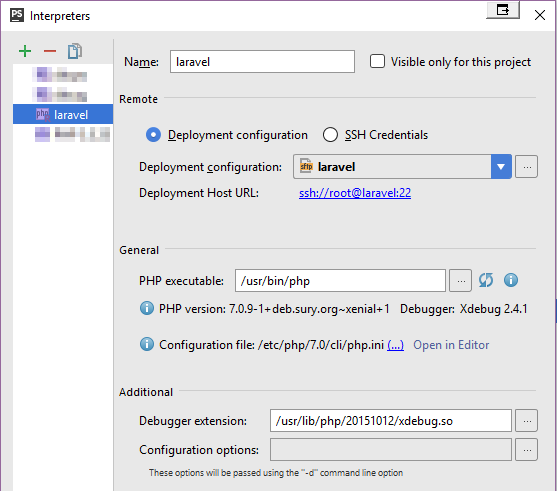 PS Interpreters
Name: laravel Visible only for this project
Remote
php laravel
Deployment configuration SSH Credentials
Deployment configuration: sftp laravel ...
Deployment Host URL: ssh://root@laravel:22
General
PHP executable: /usr/bin/php ...
PHP version: 7.0.9-1+deb.sury.org~xenial+1 Debugger: Xdebug 2.4.1
Configuration file: /etc/php/7.0/cli/php.ini (...) Open in Editor
Additional
Debugger extension: /usr/lib/php/20151012/xdebug.so ...
Configuration options: ...
These options will be passed using the "-d" command line option